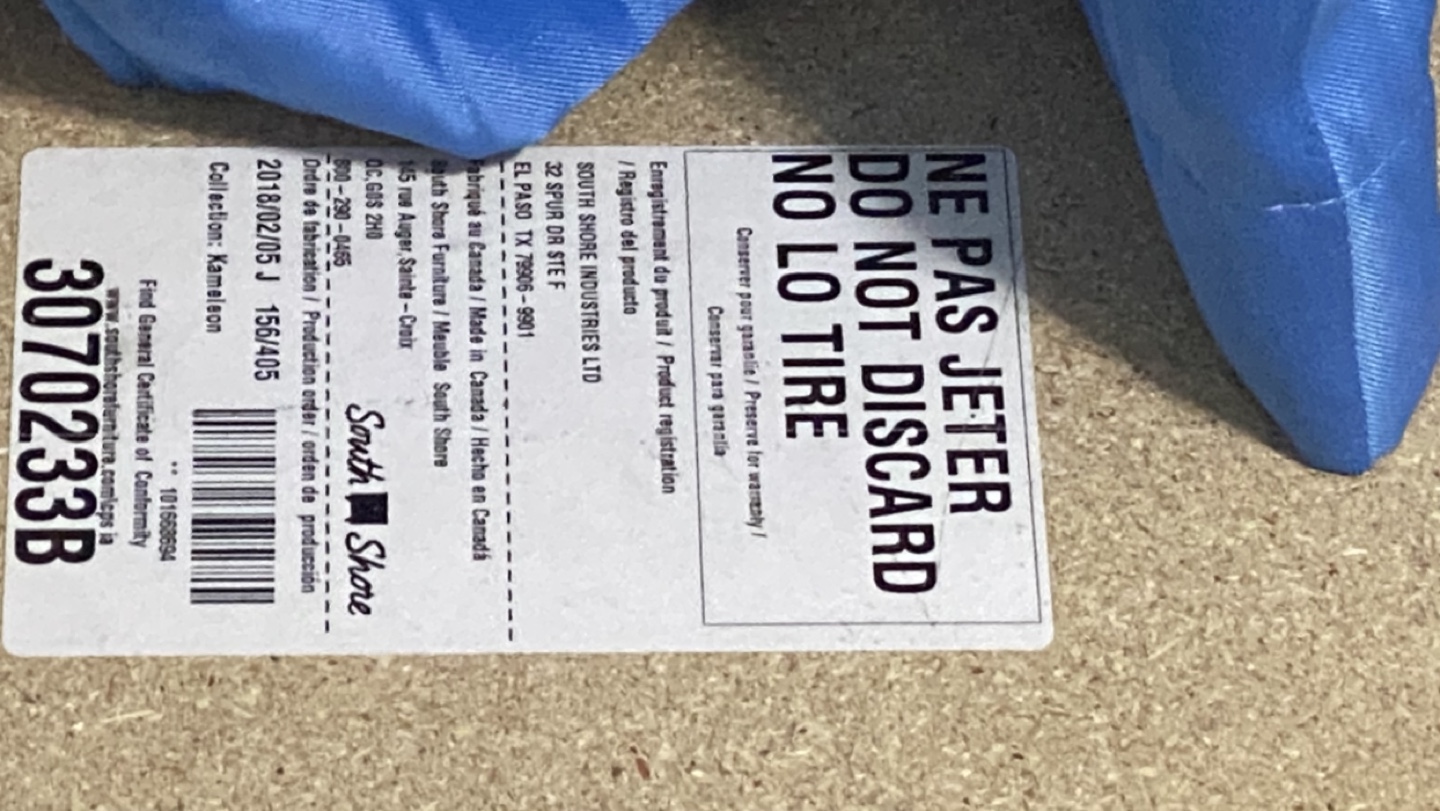 NE PAS JETER
DO NOT DISCARD
NO LO TIRE
Conserver pour garantie / Preserve for warranty /
Conservar para garantia
Enregistrement du produit / Product registration
/ Registro del producto
SOUTH SHORE INDUSTRIES LTD
32 SPUR DR STE F
EL PASO TX 79906-9901
Fabriqué au Canada / Made in Canada / Hecho en Canadá
South Shore Furniture / Meuble South Shore
165 rue Auger, Sainte-Croix
QC, G0S 2H0
800-290-0465
South Shore
Ordre de fabrication / Production order / orden de producción
2018/02/05 J 156/405
Collection: Kameleon
** 101668694
Find General Certificate of Conformity
www.southshorefurniture.com/cpsia
3070233B